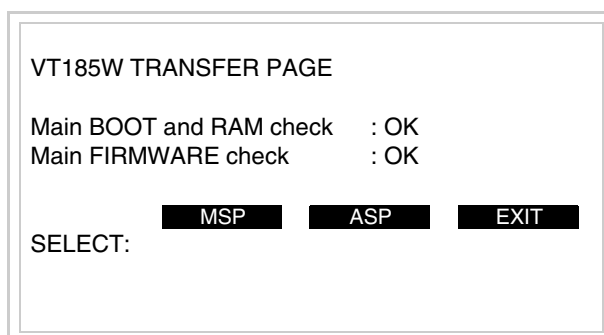 VT185W TRANSFER PAGE
Main BOOT and RAM check : OK
Main FIRMWARE check : OK
MSP ASP EXIT
SELECT: